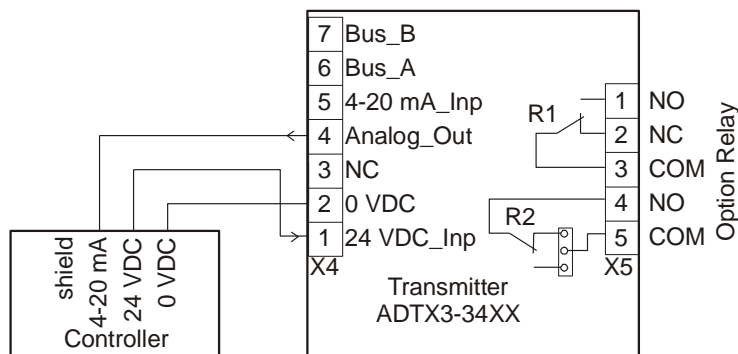 7 Bus_B
6 Bus_A
5 4-20 mA_Inp
4 Analog_Out
3 NC
2 0 VDC
1 24 VDC_Inp
X4
R1
R2
1 NO
2 NC
3 COM
4 NO
5 COM
X5
Option Relay
Transmitter
ADTX3-34XX
shield
4-20 mA
24 VDC
0 VDC
Controller